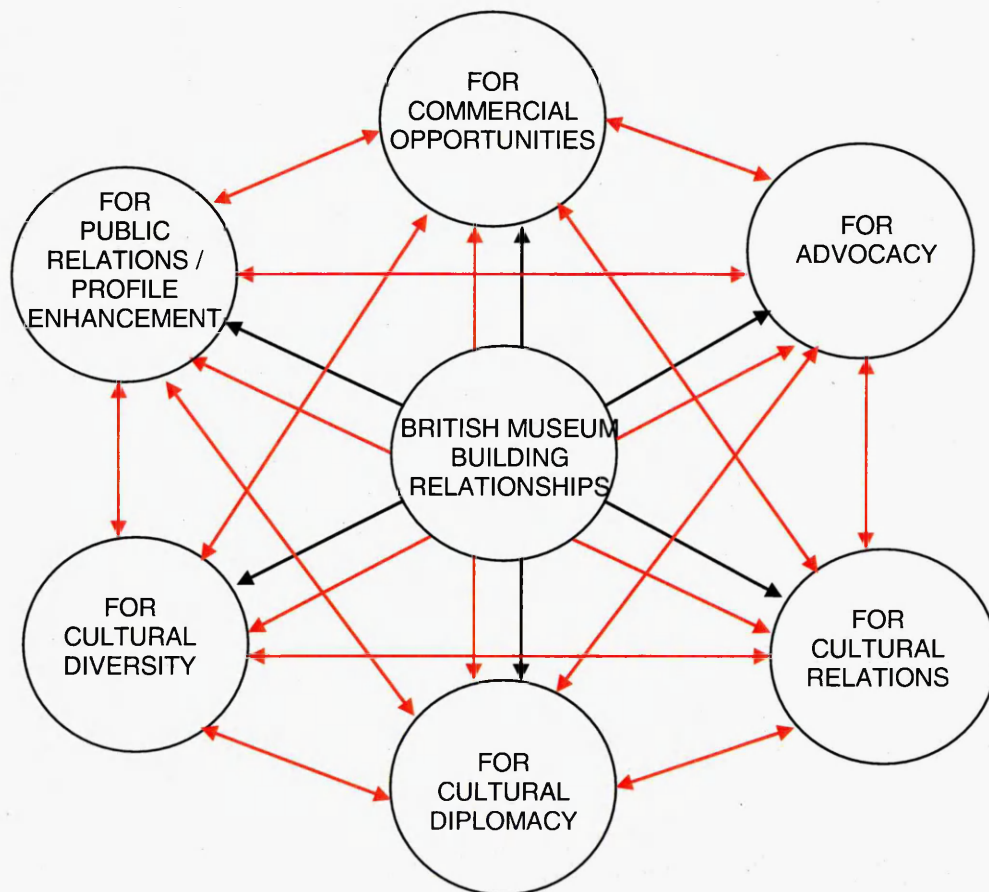 FOR
COMMERCIAL
OPPORTUNITIES
FOR
PUBLIC
RELATIONS /
PROFILE
ENHANCEMENT
FOR
ADVOCACY
BRITISH MUSEUM
BUILDING
RELATIONSHIPS
FOR
CULTURAL
DIVERSITY
FOR
CULTURAL
RELATIONS
FOR
CULTURAL
DIPLOMACY